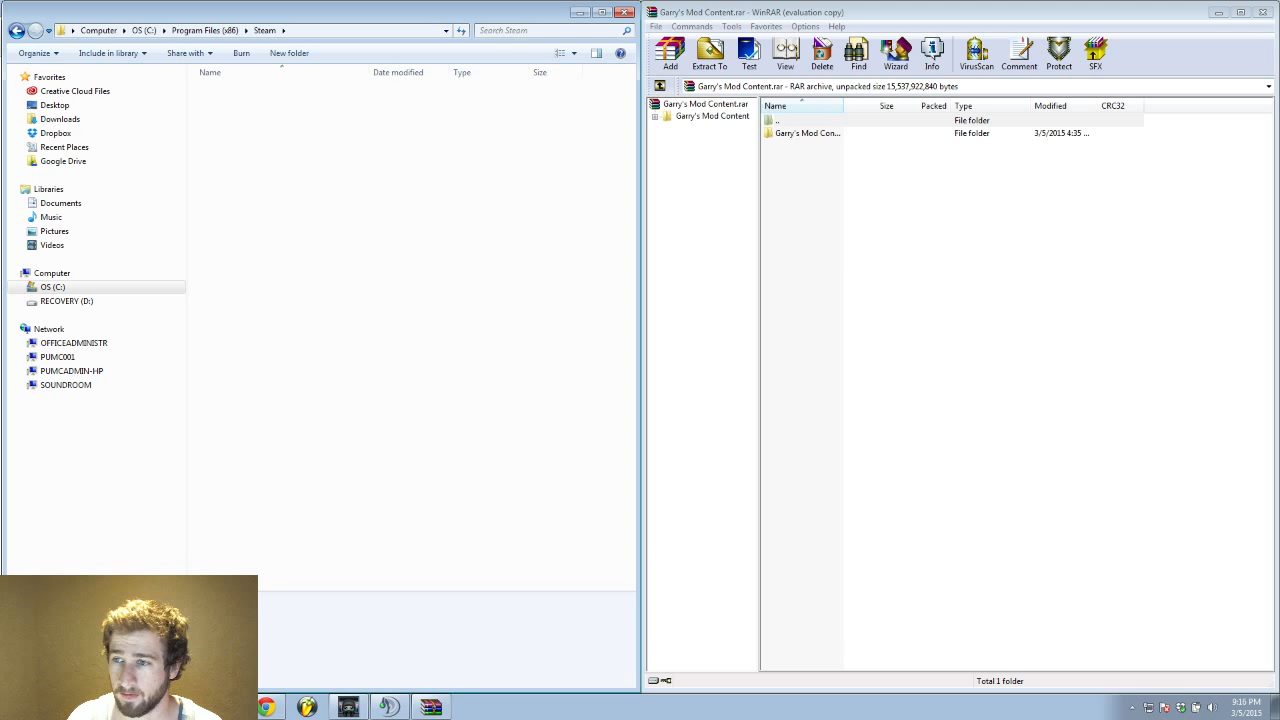 Computer OS (C:) Program Files (x86) Steam
Search Steam
Organize Include in library Share with Burn New folder
Name Date modified Type Size
Favorites
Creative Cloud Files
Desktop
Downloads
Dropbox
Recent Places
Google Drive
Libraries
Documents
Music
Pictures
Videos
Computer
OS (C:)
RECOVERY (D:)
Network
OFFICEADMINISTR
PUMC001
PUMCADMIN-HP
SOUNDROOM
Garry's Mod Content.rar - WinRAR (evaluation copy)
File Commands Tools Favorites Options Help
Add Extract To Test View Delete Find Wizard Info VirusScan Comment Protect SFX
Garry's Mod Content.rar - RAR archive, unpacked size 15,537,922,840 bytes
Garry's Mod Content.rar
Garry's Mod Content
Name Size Packed Type Modified CRC32
.. File folder
Garry's Mod Con... File folder 3/5/2015 4:35 ...
Total 1 folder
9:16 PM
3/5/2015